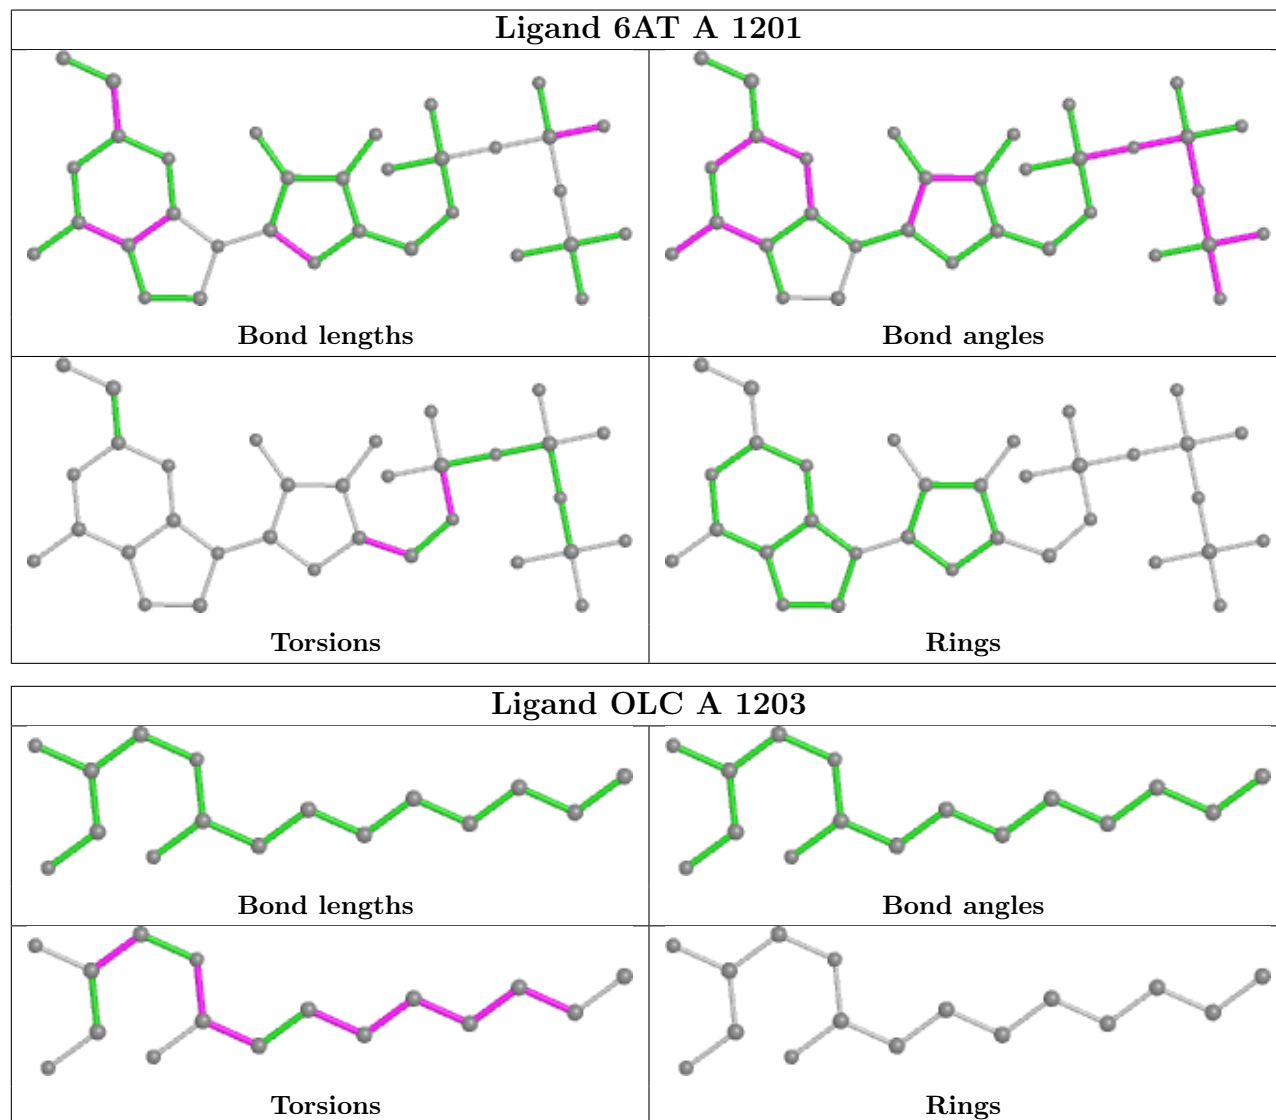 Ligand 6AT A 1201
Bond lengths
Bond angles
Torsions
Rings
Ligand OLC A 1203
Bond lengths
Bond angles
Torsions
Rings